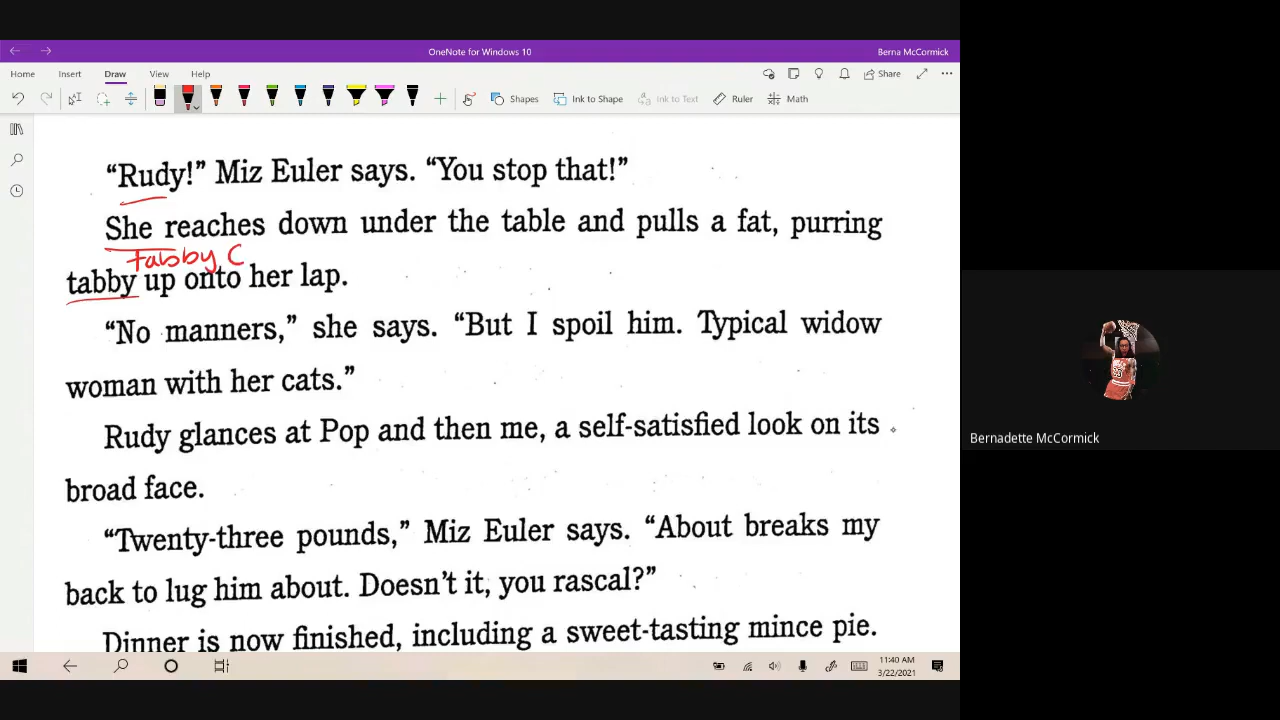 OneNote for Windows 10
Berna McCormick
Home Insert Draw View Help
Share
Shapes Ink to Shape Ink to Text Ruler Math
“Rudy!” Miz Euler says. “You stop that!”
She reaches down under the table and pulls a fat, purring
Tabby C
tabby up onto her lap.
“No manners,” she says. “But I spoil him. Typical widow
woman with her cats.”
Rudy glances at Pop and then me, a self-satisfied look on its
broad face.
“Twenty-three pounds,” Miz Euler says. “About breaks my
back to lug him about. Doesn’t it, you rascal?”
Dinner is now finished, including a sweet-tasting mince pie.
Bernadette McCormick
11:40 AM
3/22/2021